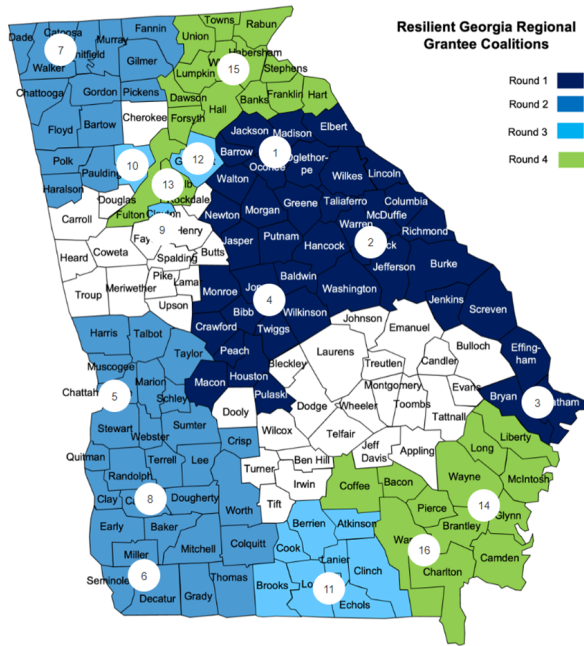 Resilient Georgia Regional
Grantee Coalitions
Round 1
Round 2
Round 3
Round 4
Towns
Rabun
Fannin
Union
Dade
Catoosa
Murray
7
Walker
Gilmer
Habersham
15
Lumpkin
Stephens
Chattooga
Gordon
Pickens
Dawson
Banks
Franklin
Hart
Hall
Cherokee
Forsyth
Floyd
Bartow
Jackson
Madison
Elbert
Polk
Paulding
10
12
Barrow
1
Oglethor-
pe
Haralson
13
Walton
Wilkes
Lincoln
Douglas
Rockdale
Carroll
Fulton
Newton
Morgan
Greene
Taliaferro
Columbia
McDuffie
Warren
Richmond
9
Jasper
Putnam
Hancock
2
Heard
Coweta
Spalding
Butts
Jefferson
Burke
Pike
Baldwin
Troup
Meriwether
Monroe
Washington
Upson
4
Jenkins
Bibb
Wilkinson
Screven
Crawford
Twiggs
Johnson
Emanuel
Harris
Talbot
Taylor
Peach
Laurens
Bulloch
Effing-
ham
Bleckley
Treutlen
Candler
Muscogee
Marion
Macon
Houston
Pulaski
Montgomery
Evans
Bryan
3
5
Schley
Dooly
Dodge
Wheeler
Toombs
Tattnall
Stewart
Webster
Sumter
Crisp
Wilcox
Telfair
Liberty
Long
Jeff
Davis
Appling
Quitman
Terrell
Lee
Turner
Ben Hill
Randolph
Irwin
Coffee
Bacon
Wayne
McIntosh
Clay
8
Dougherty
Worth
Tift
Pierce
14
Glynn
Early
Baker
Berrien
Atkinson
Brantley
Miller
Mitchell
Colquitt
Cook
Lanier
16
Camden
Seminole
6
Thomas
Brooks
11
Clinch
Charlton
Decatur
Grady
Echols